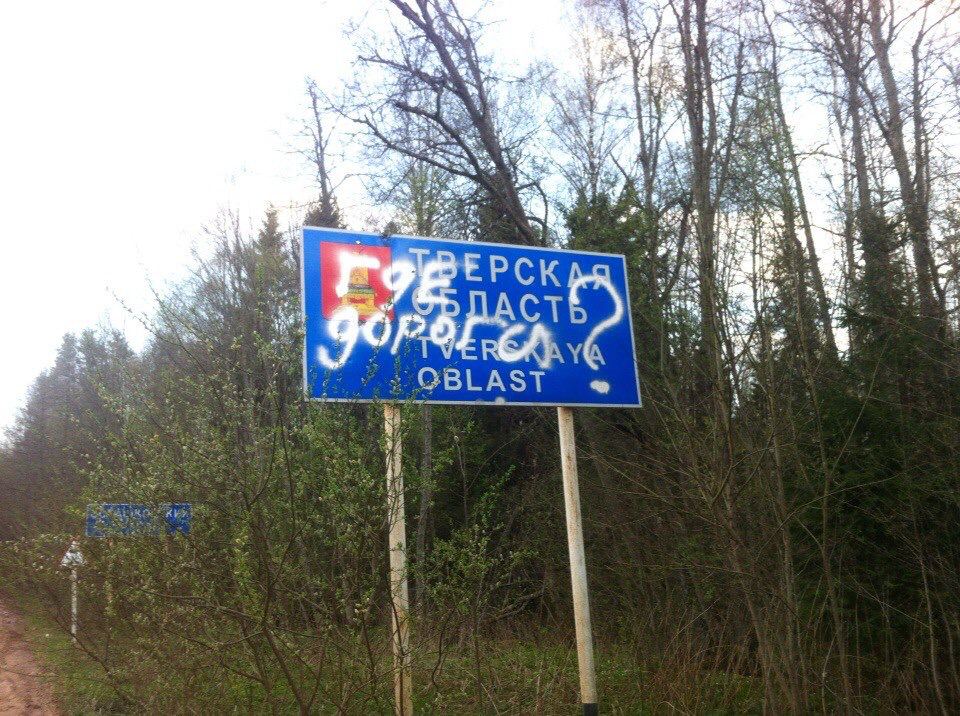 ТВЕРСКАЯ
ОБЛАСТЬ
TVERSKAYA
OBLAST
Где
дорога?